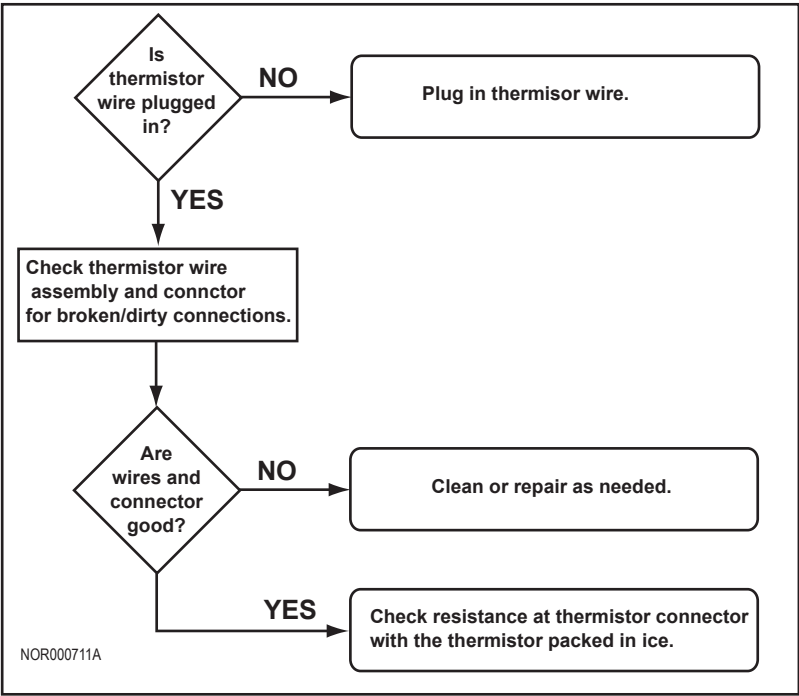 Is
thermistor
wire plugged
in?
NO
Plug in thermisor wire.
YES
Check thermistor wire
assembly and connctor
for broken/dirty connections.
Are
wires and
connector
good?
NO
Clean or repair as needed.
YES
Check resistance at thermistor connector
with the thermistor packed in ice.
NOR000711A